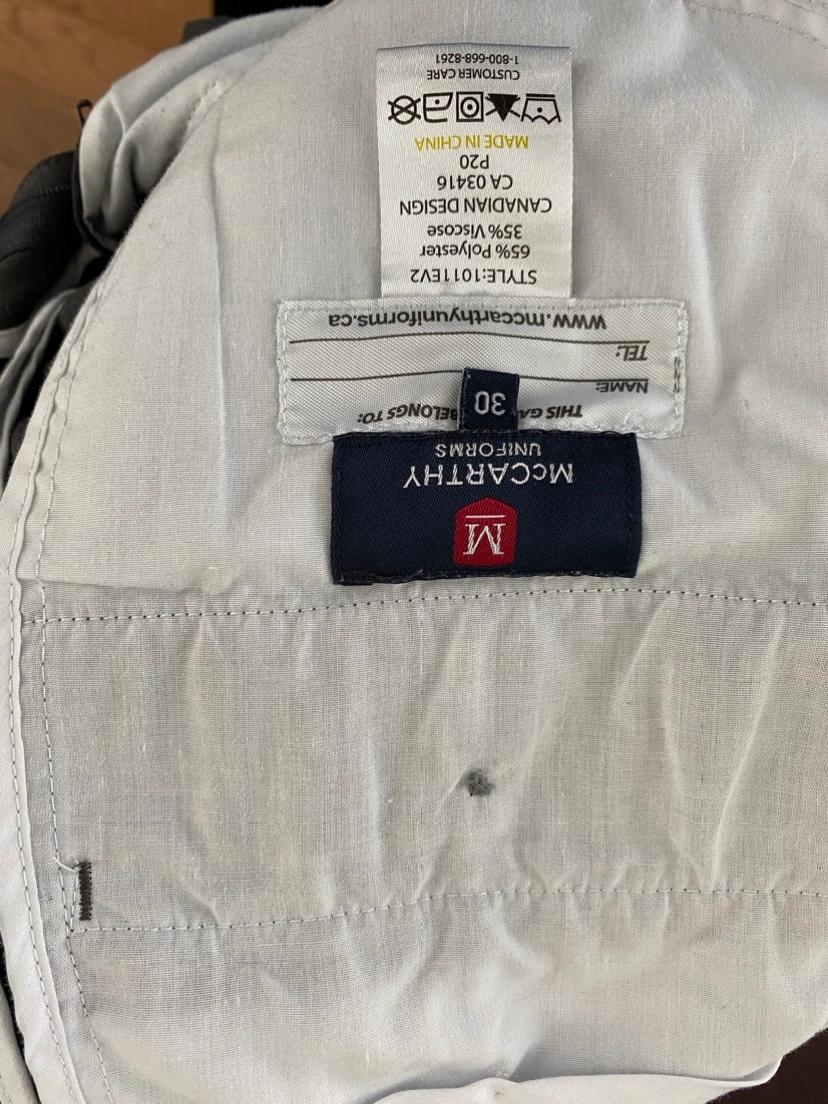 M
McCARTHY
UNIFORMS
30
THIS GA BELONGS TO:
NAME:
TEL:
www.mccarthyuniforms.ca
STYLE:1011EV2
65% Polyester
35% Viscose
CANADIAN DESIGN
CA 03416
P20
MADE IN CHINA
CUSTOMER CARE
1-800-668-8261